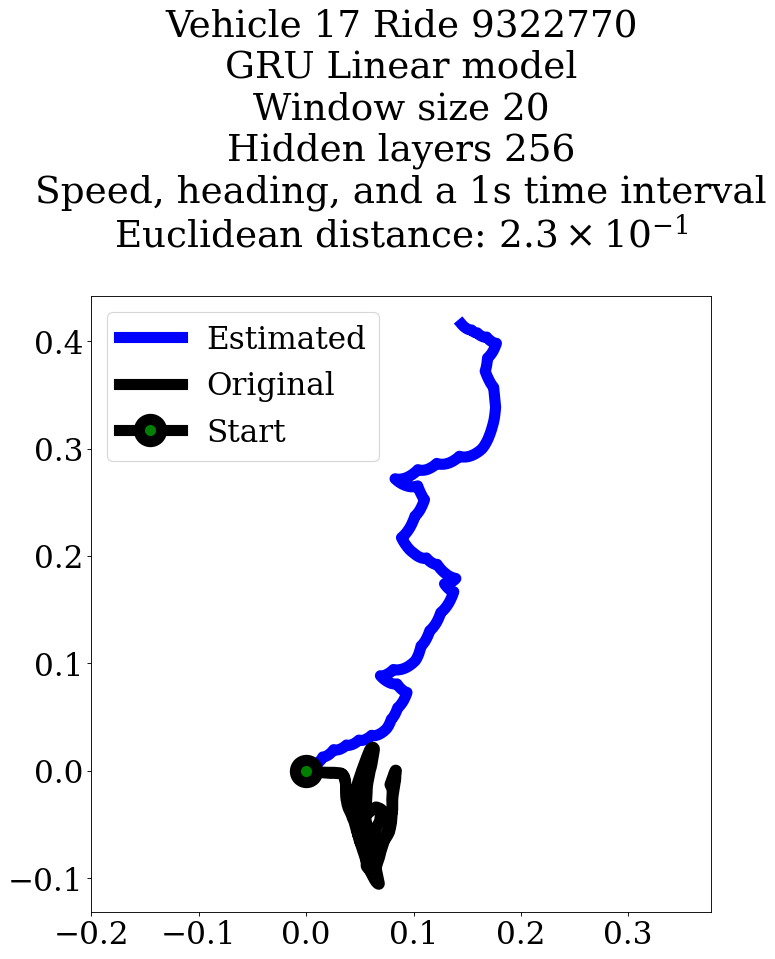 Vehicle 17 Ride 9322770
GRU Linear model
Window size 20
Hidden layers 256
Speed, heading, and a 1s time interval
Euclidean distance: 2.3 × 10⁻¹
Estimated
Original
Start
0.4
0.3
0.2
0.1
0.0
−0.1
−0.2 −0.1 0.0 0.1 0.2 0.3